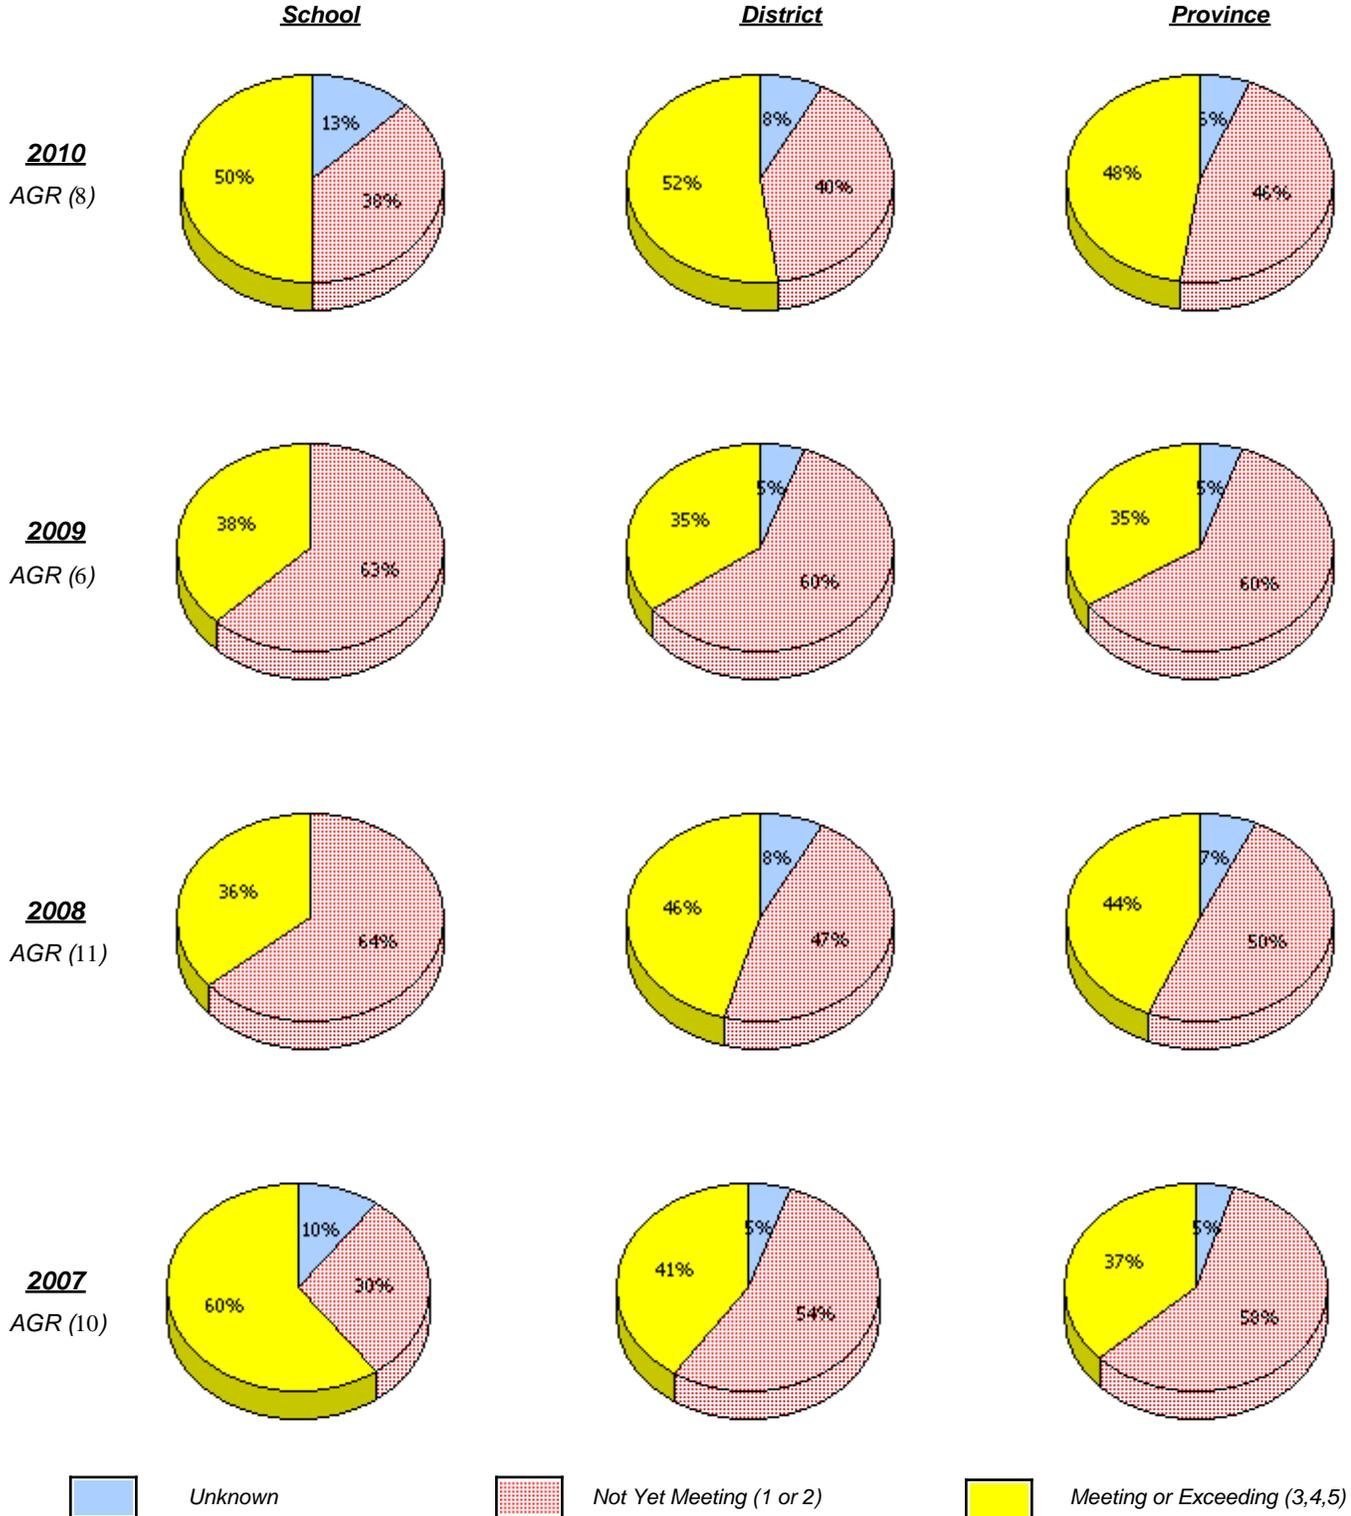 School District Province
13% 8% 6%
2010
50% 38% 52% 40% 48% 46%
AGR (8)
2009
38% 63% 35% 5% 60% 35% 5% 60%
AGR (6)
2008
36% 64% 46% 8% 47% 44% 7% 50%
AGR (11)
2007
10% 30% 60% 41% 5% 54% 37% 5% 58%
AGR (10)
Unknown Not Yet Meeting (1 or 2) Meeting or Exceeding (3,4,5)